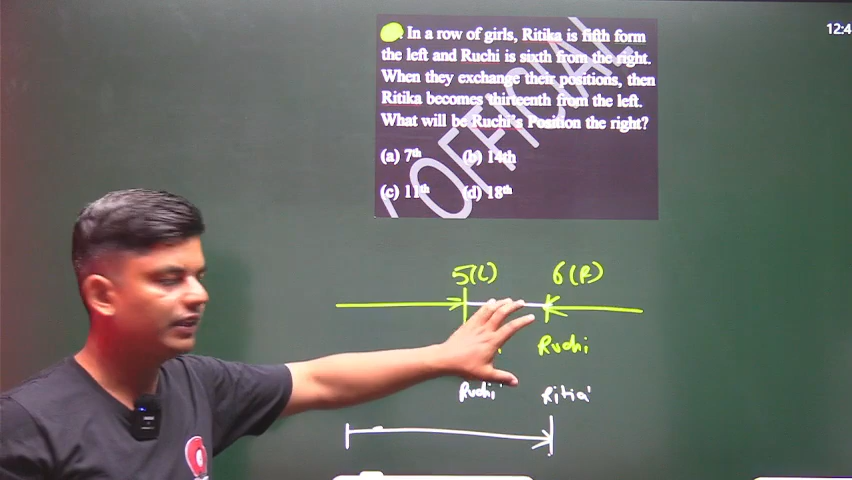 12:4
In a row of girls, Ritika is fifth form
the left and Ruchi is sixth from the right.
When they exchange their positions, then
Ritika becomes thirteenth from the left.
What will be Ruchi's Position the right?
(a) 7th (b) 14th
(c) 11th (d) 18th
OFFICIAL
5(L) 6(R)
Ruchi
Ruchi Ritia